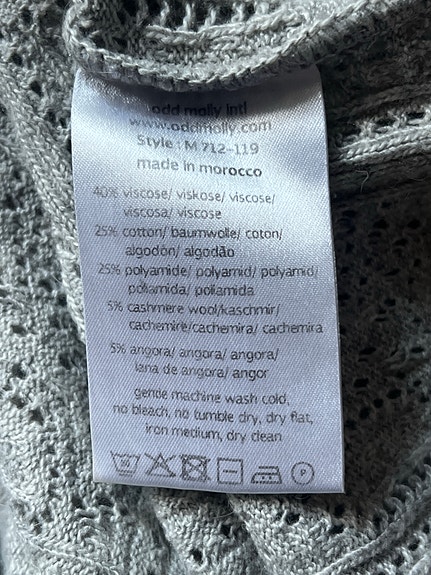 odd molly intl
www.oddmolly.com
Style : M 712-119
made in morocco
40% viscose/ viskose/ viscose/
viscosa/ viscose
25% cotton/ baumwolle/ coton/
algodón/ algodão
25% polyamide/ polyamid/ polyamid/
poliamida/ poliamida
5% cashmere wool/kaschmir/
cachemire/cachemira/ cachemira
5% angora/ angora/ angora/
lana de angora/ angor
gentle machine wash cold,
no bleach, no tumble dry, dry flat,
iron medium, dry clean
30 P